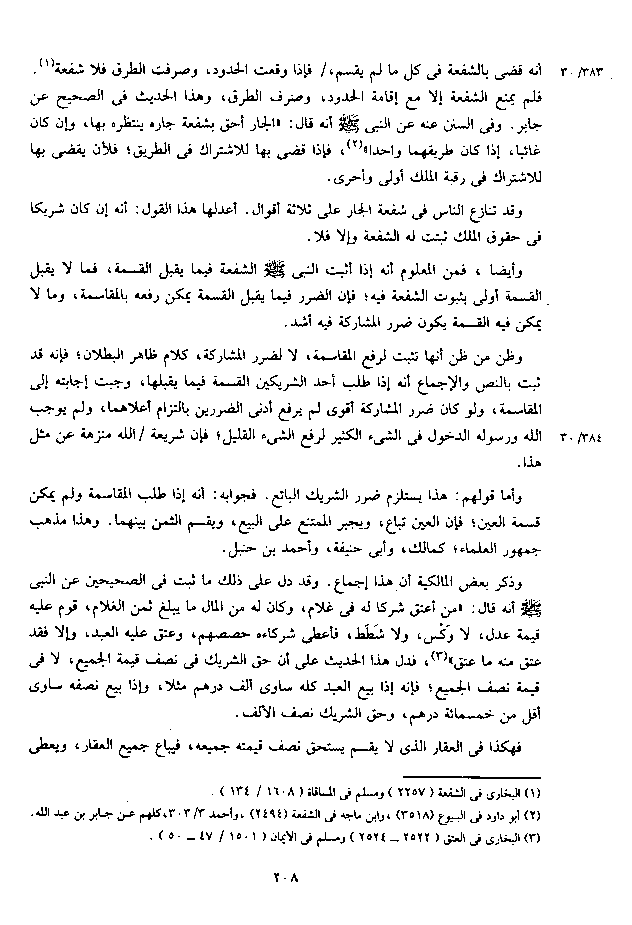 ٣٠/٣٨٣ أنه قضى بالشفعة فى كل ما لم يقسم،/ فإذا وقعت الحدود، وصرفت الطرق فلا شفعة(١).
فلم يمنع الشفعة إلا مع إقامة الحدود، وصرف الطرق، وهذا الحديث فى الصحيح عن
جابر. وفى السنن عنه عن النبى ﷺ أنه قال: «الجار أحق بشفعة جاره ينتظره بها، وإن كان
غائبا، إذا كان طريقهما واحدا»(٢)، فإذا قضى بها للاشتراك فى الطريق؛ فلأن يقضى بها
للاشتراك فى رقبة الملك أولى وأحرى.
وقد تنازع الناس فى شفعة الجار على ثلاثة أقوال. أعدلها هذا القول: أنه إن كان شريكا
فى حقوق الملك ثبتت له الشفعة وإلا فلا.
وأيضا ، فمن المعلوم أنه إذا أثبت النبى ﷺ الشفعة فيما يقبل القسمة، فما لا يقبل
القسمة أولى بثبوت الشفعة فيه؛ فإن الضرر فيما يقبل القسمة يمكن رفعه بالمقاسمة، وما لا
يمكن فيه القسمة يكون ضرر المشاركة فيه أشد.
وظن من ظن أنها تثبت لرفع المقاسمة، لا لضرر المشاركة، كلام ظاهر البطلان؛ فإنه قد
ثبت بالنص والإجماع أنه إذا طلب أحد الشريكين القسمة فيما يقبلها، وجبت إجابته إلى
المقاسمة، ولو كان ضرر المشاركة أقوى لم يرفع أدنى الضررين بالتزام أعلاهما، ولم يوجب
٣٠/٣٨٤ الله ورسوله الدخول فى الشىء الكثير لرفع الشىء القليل؛ فإن شريعة /الله منزهة عن مثل
هذا.
وأما قولهم: هذا يستلزم ضرر الشريك البائع. فجوابه: أنه إذا طلب المقاسمة ولم يمكن
قسمة العين؛ فإن العين تباع، ويجبر الممتنع على البيع، ويقسم الثمن بينهما. وهذا مذهب
جمهور العلماء؛ كمالك، وأبى حنيفة، وأحمد بن حنبل.
وذكر بعض المالكية أن هذا إجماع. وقد دل على ذلك ما ثبت فى الصحيحين عن النبى
ﷺ أنه قال: «من أعتق شركا له فى غلام، وكان له من المال ما يبلغ ثمن الغلام، قوم عليه
قيمة عدل، لا وَكْس، ولا شَطَط، فأعطى شركاءه حصصهم، وعتق عليه العبد، وإلا فقد
عتق منه ما عتق»(٣)، فدل هذا الحديث على أن حق الشريك فى نصف قيمة الجميع، لا فى
قيمة نصف الجميع؛ فإنه إذا بيع العبد كله ساوى ألف درهم مثلا، وإذا بيع نصفه ساوى
أقل من خمسمائة درهم، وحق الشريك نصف الألف.
فهكذا فى العقار الذى لا يقسم يستحق نصف قيمته جميعه، فيباع جميع العقار، ويعطى
(١) البخارى فى الشفعة ( ٢٢٥٧ ) ومسلم فى المساقاة ( ١٦٠٨ / ١٣٤ ) .
(٢) أبو داود فى البيوع (٣٥١٨) ، وابن ماجه فى الشفعة (٢٤٩٤) ، وأحمد ٣/ ٣٠٣، كلهم عن جابر بن عبد الله.
(٣) البخارى فى العتق ( ٢٥٢٢ – ٢٥٢٤ ) ومسلم فى الأيمان ( ١٥٠١ / ٤٧ – ٥٠ ) .
٢٠٨